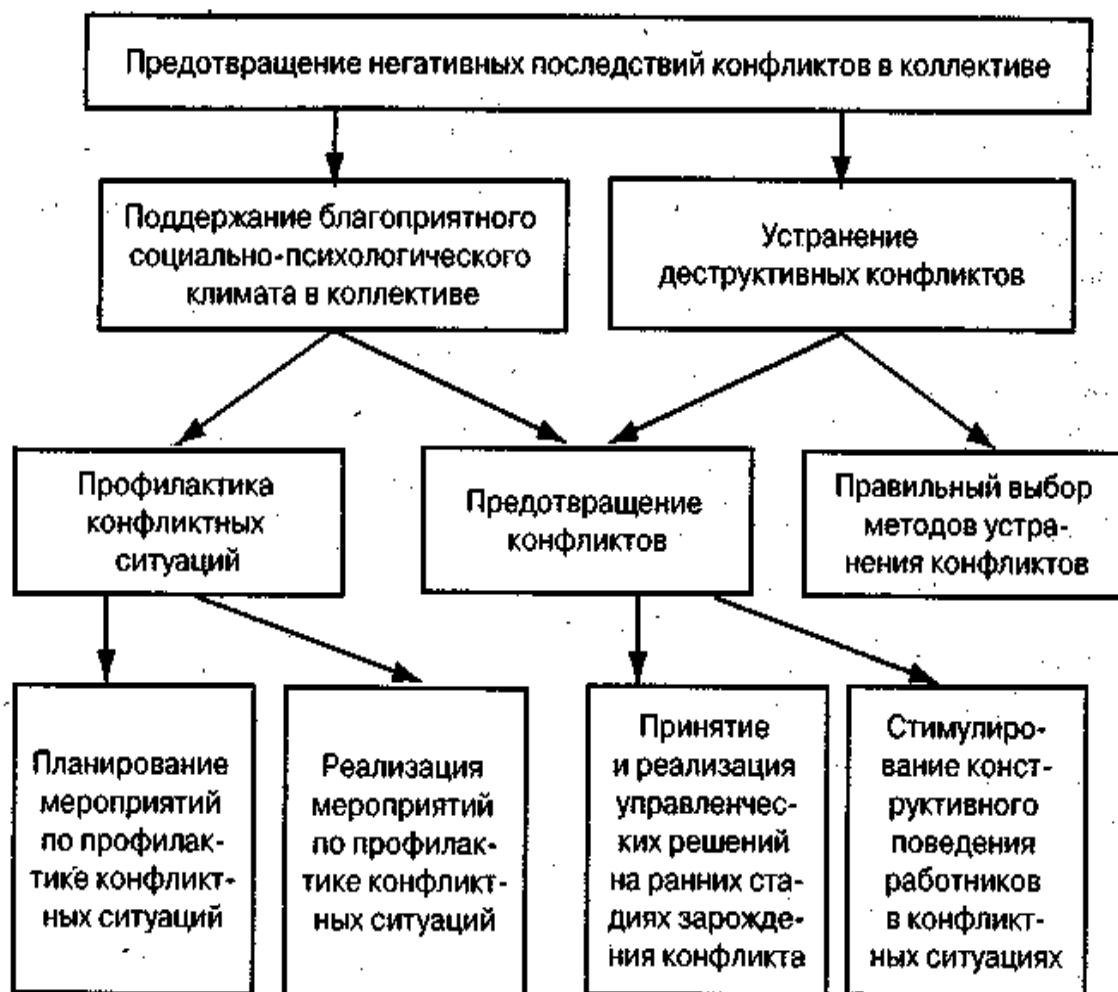 Предотвращение негативных последствий конфликтов в коллективе
Поддержание благоприятного
социально-психологического
климата в коллективе
Устранение
деструктивных конфликтов
Профилактика
конфликтных
ситуаций
Предотвращение
конфликтов
Правильный выбор
методов устра-
нения конфликтов
Планирование
мероприятий
по профилак-
тике конфликт-
ных ситуаций
Реализация
мероприятий
по профилак-
тике конфликт-
ных ситуаций
Принятие
и реализация
управленчес-
ких решений
на ранних ста-
диях зарожде-
ния конфликта
Стимулиро-
вание конст-
руктивного
поведения
работников
в конфликт-
ных ситуациях